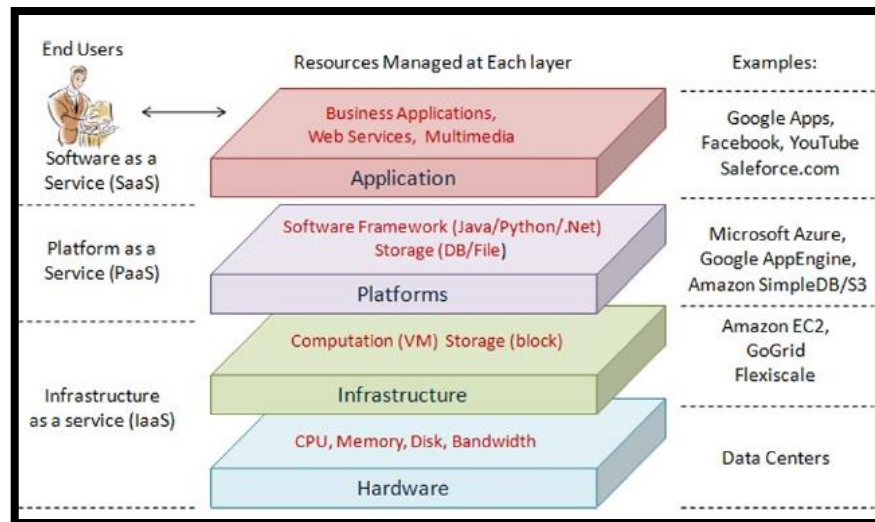 End Users
Resources Managed at Each layer
Examples:
Business Applications,
Web Services, Multimedia
Application
Software as a
Service (SaaS)
Google Apps,
Facebook, YouTube
Saleforce.com
Software Framework (Java/Python/.Net)
Storage (DB/File)
Platforms
Platform as a
Service (PaaS)
Microsoft Azure,
Google AppEngine,
Amazon SimpleDB/S3
Computation (VM) Storage (block)
Infrastructure
Amazon EC2,
GoGrid
Flexiscale
Infrastructure
as a service (IaaS)
CPU, Memory, Disk, Bandwidth
Hardware
Data Centers